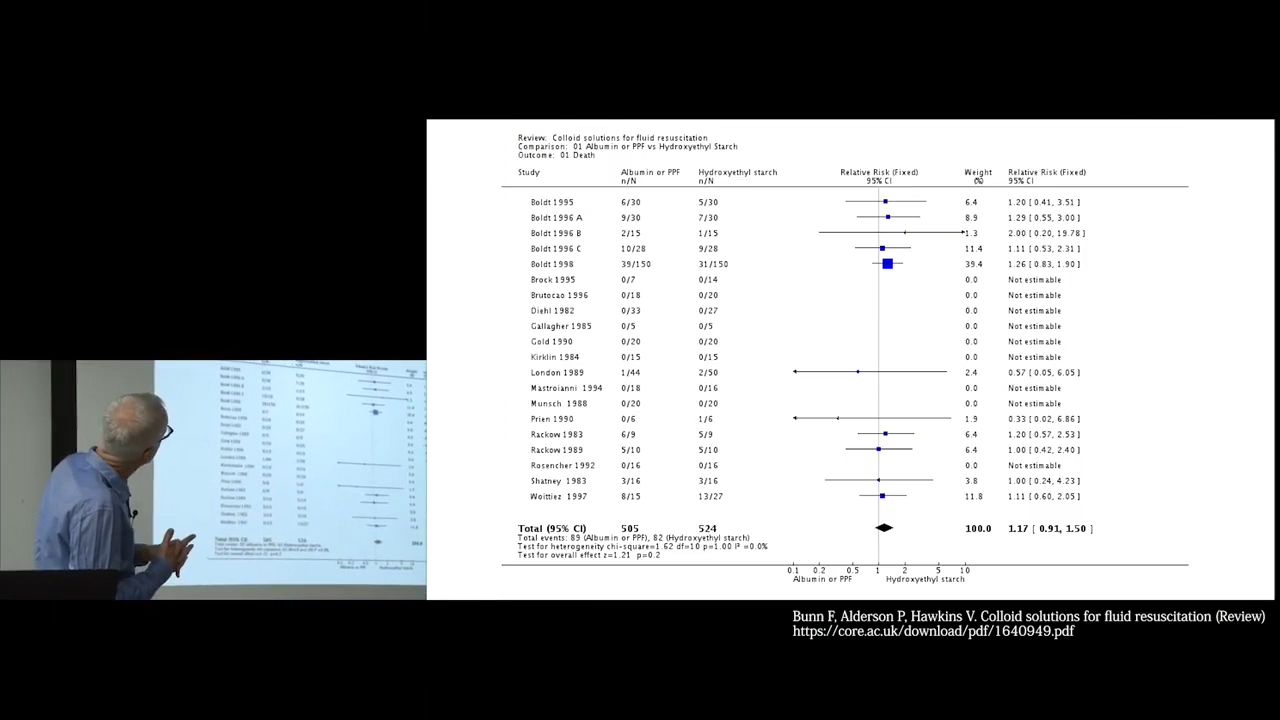 Review: Colloid solutions for fluid resuscitation
Comparison: 01 Albumin or PPF vs Hydroxyethyl Starch
Outcome: 01 Death
Study Albumin or PPF Hydroxyethyl starch Relative Risk (Fixed) Weight Relative Risk (Fixed)
n/N n/N 95% CI (%) 95% CI
Boldt 1995 6/30 5/30 6.4 1.20 [ 0.41, 3.51 ]
Boldt 1996 A 9/30 7/30 8.9 1.29 [ 0.55, 3.00 ]
Boldt 1996 B 2/15 1/15 1.3 2.00 [ 0.20, 19.78 ]
Boldt 1996 C 10/28 9/28 11.4 1.11 [ 0.53, 2.31 ]
Boldt 1998 39/150 31/150 39.4 1.26 [ 0.83, 1.90 ]
Brock 1995 0/7 0/14 0.0 Not estimable
Brutocao 1996 0/18 0/20 0.0 Not estimable
Diehl 1982 0/33 0/27 0.0 Not estimable
Gallagher 1985 0/5 0/5 0.0 Not estimable
Gold 1990 0/20 0/20 0.0 Not estimable
Kirklin 1984 0/15 0/15 0.0 Not estimable
London 1989 1/44 2/50 2.4 0.57 [ 0.05, 6.05 ]
Mastroianni 1994 0/18 0/16 0.0 Not estimable
Munsch 1988 0/20 0/20 0.0 Not estimable
Prien 1990 0/6 1/6 1.9 0.33 [ 0.02, 6.86 ]
Rackow 1983 6/9 5/9 6.4 1.20 [ 0.57, 2.53 ]
Rackow 1989 5/10 5/10 6.4 1.00 [ 0.42, 2.40 ]
Rosencher 1992 0/16 0/16 0.0 Not estimable
Shatney 1983 3/16 3/16 3.8 1.00 [ 0.24, 4.23 ]
Woittiez 1997 8/15 13/27 11.8 1.11 [ 0.60, 2.05 ]
Total (95% CI) 505 524 100.0 1.17 [ 0.91, 1.50 ]
Total events: 89 (Albumin or PPF), 82 (Hydroxyethyl starch)
Test for heterogeneity chi-square=1.62 df=10 p=1.00 I² =0.0%
Test for overall effect z=1.21 p=0.2
0.1 0.2 0.5 1 2 5 10
Albumin or PPF Hydroxyethyl starch
Bunn F, Alderson P, Hawkins V. Colloid solutions for fluid resuscitation (Review)
https://core.ac.uk/download/pdf/1640949.pdf